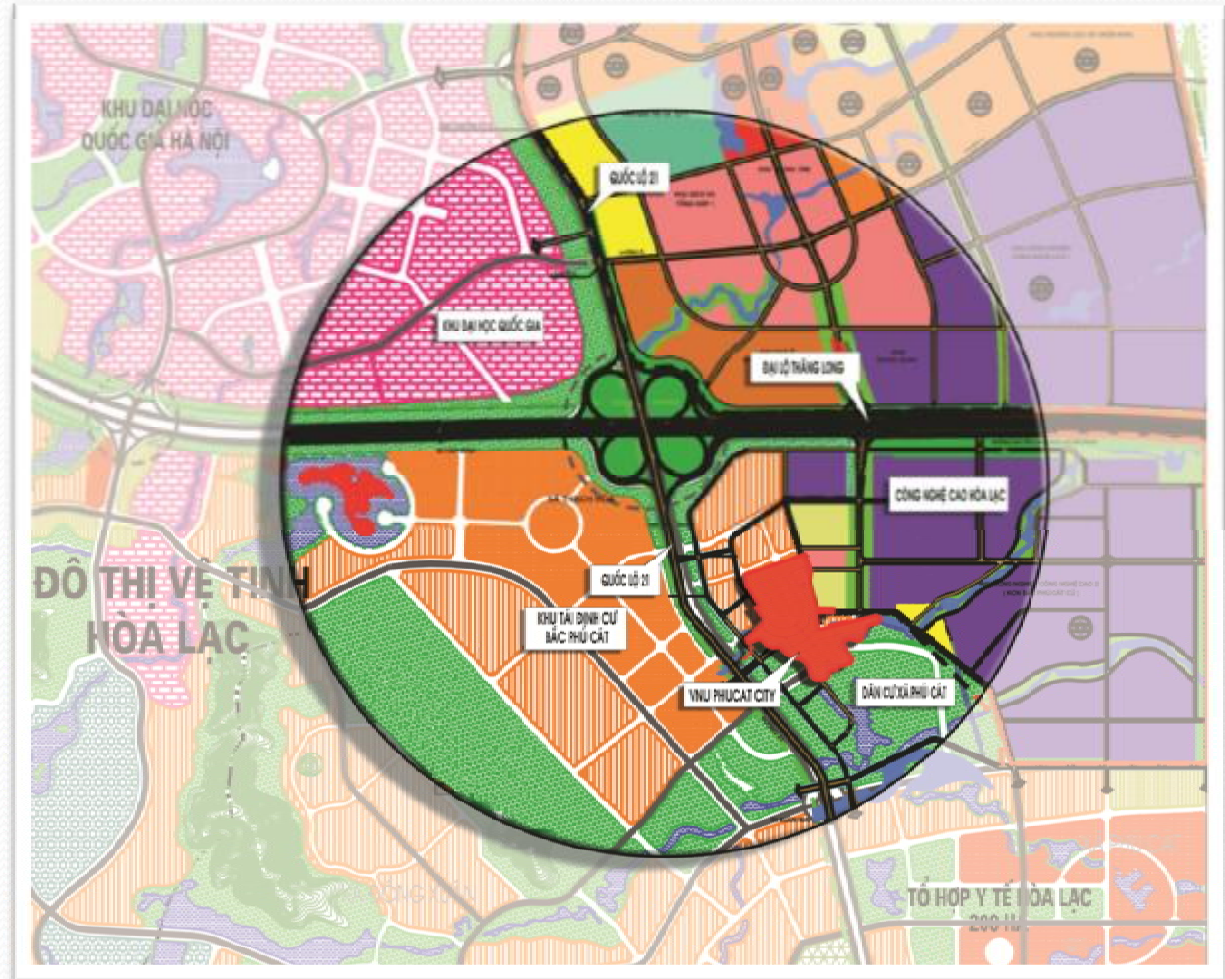 KHU ĐẠI HỌC
QUỐC GIA HÀ NỘI
QUỐC LỘ 21
KHU ĐẠI HỌC QUỐC GIA
ĐẠI LỘ THĂNG LONG
CÔNG NGHỆ CAO HÒA LẠC
ĐÔ THỊ VỆ TINH
HÒA LẠC
QUỐC LỘ 21
KHU TÁI ĐỊNH CƯ
BẮC PHÚ CÁT
VNU PHUCAT CITY
DÂN CƯ XÃ PHÚ CÁT
TỔ HỢP Y TẾ HÒA LẠC
200 HA